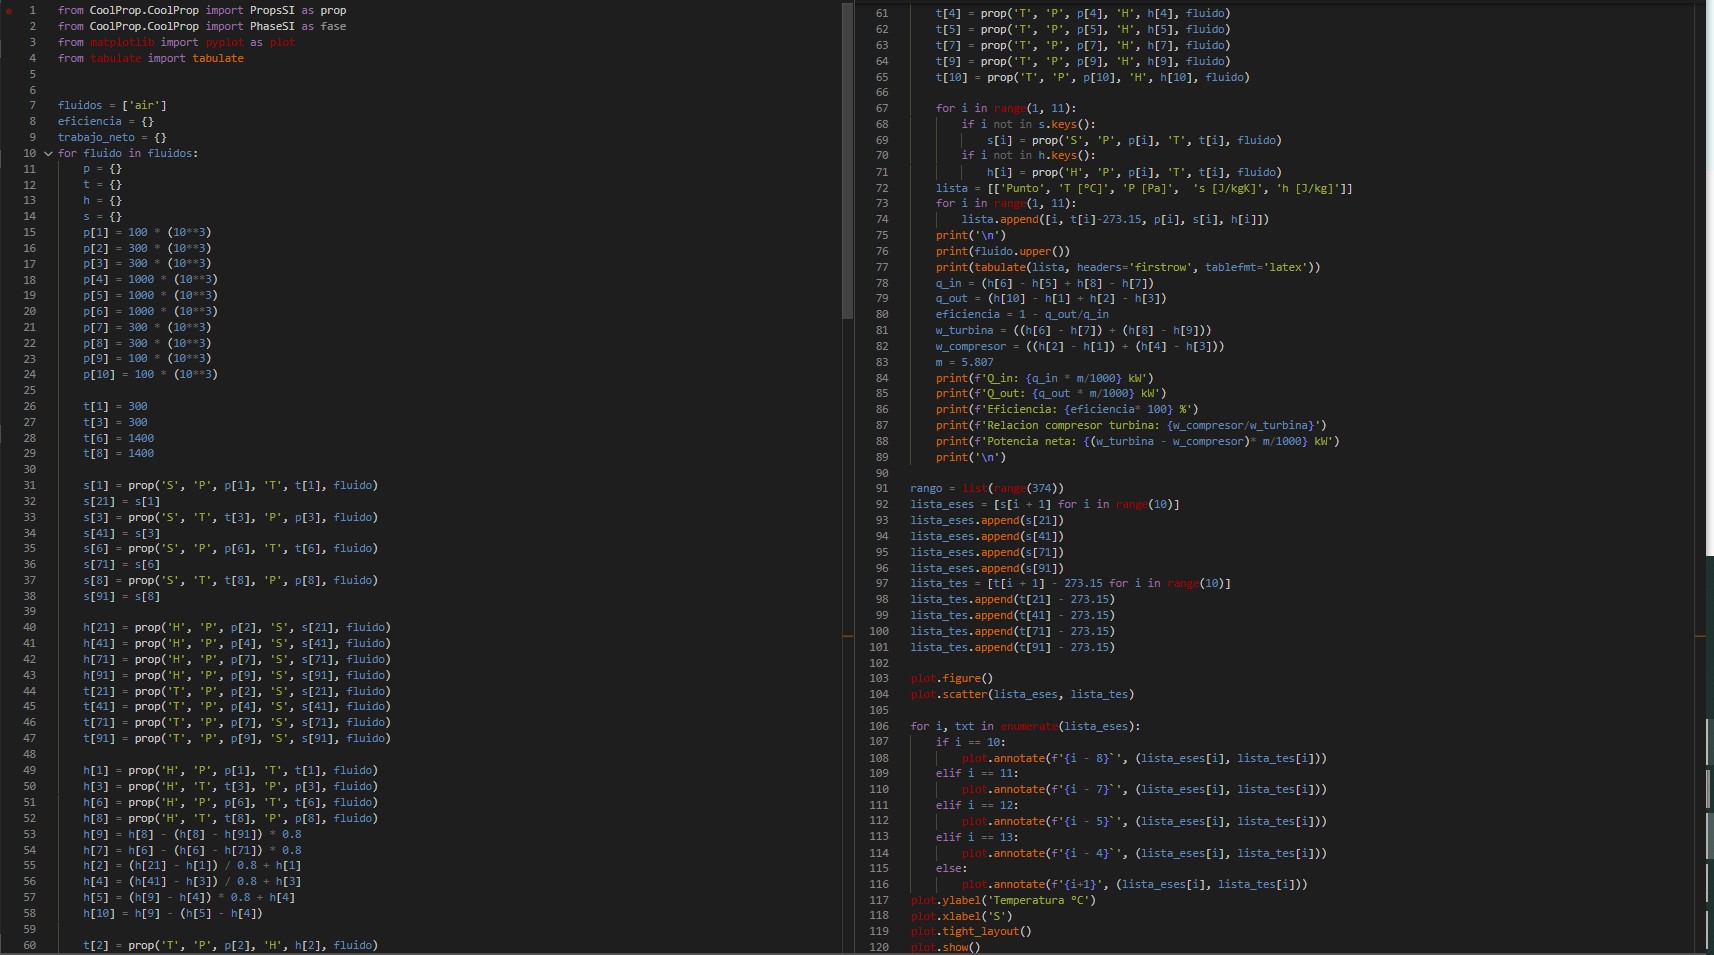 1 from CoolProp.CoolProp import PropsSI as prop
2 from CoolProp.CoolProp import PhaseSI as fase
3 from matplotlib import pyplot as plot
4 from tabulate import tabulate
5
6
7 fluidos = ['air']
8 eficiencia = {}
9 trabajo_neto = {}
10 for fluido in fluidos:
11     p = {}
12     t = {}
13     h = {}
14     s = {}
15     p[1] = 100 * (10**3)
16     p[2] = 300 * (10**3)
17     p[3] = 300 * (10**3)
18     p[4] = 1000 * (10**3)
19     p[5] = 1000 * (10**3)
20     p[6] = 1000 * (10**3)
21     p[7] = 300 * (10**3)
22     p[8] = 300 * (10**3)
23     p[9] = 100 * (10**3)
24     p[10] = 100 * (10**3)
25
26     t[1] = 300
27     t[3] = 300
28     t[6] = 1400
29     t[8] = 1400
30
31     s[1] = prop('S', 'P', p[1], 'T', t[1], fluido)
32     s[21] = s[1]
33     s[3] = prop('S', 'T', t[3], 'P', p[3], fluido)
34     s[41] = s[3]
35     s[6] = prop('S', 'P', p[6], 'T', t[6], fluido)
36     s[71] = s[6]
37     s[8] = prop('S', 'T', t[8], 'P', p[8], fluido)
38     s[91] = s[8]
39
40     h[21] = prop('H', 'P', p[2], 'S', s[21], fluido)
41     h[41] = prop('H', 'P', p[4], 'S', s[41], fluido)
42     h[71] = prop('H', 'P', p[7], 'S', s[71], fluido)
43     h[91] = prop('H', 'P', p[9], 'S', s[91], fluido)
44     t[21] = prop('T', 'P', p[2], 'S', s[21], fluido)
45     t[41] = prop('T', 'P', p[4], 'S', s[41], fluido)
46     t[71] = prop('T', 'P', p[7], 'S', s[71], fluido)
47     t[91] = prop('T', 'P', p[9], 'S', s[91], fluido)
48
49     h[1] = prop('H', 'P', p[1], 'T', t[1], fluido)
50     h[3] = prop('H', 'T', t[3], 'P', p[3], fluido)
51     h[6] = prop('H', 'P', p[6], 'T', t[6], fluido)
52     h[8] = prop('H', 'T', t[8], 'P', p[8], fluido)
53     h[9] = h[8] - (h[8] - h[91]) * 0.8
54     h[7] = h[6] - (h[6] - h[71]) * 0.8
55     h[2] = (h[21] - h[1]) / 0.8 + h[1]
56     h[4] = (h[41] - h[3]) / 0.8 + h[3]
57     h[5] = (h[9] - h[4]) * 0.8 + h[4]
58     h[10] = h[9] - (h[5] - h[4])
59
60     t[2] = prop('T', 'P', p[2], 'H', h[2], fluido)
61     t[4] = prop('T', 'P', p[4], 'H', h[4], fluido)
62     t[5] = prop('T', 'P', p[5], 'H', h[5], fluido)
63     t[7] = prop('T', 'P', p[7], 'H', h[7], fluido)
64     t[9] = prop('T', 'P', p[9], 'H', h[9], fluido)
65     t[10] = prop('T', 'P', p[10], 'H', h[10], fluido)
66
67     for i in range(1, 11):
68         if i not in s.keys():
69             s[i] = prop('S', 'P', p[i], 'T', t[i], fluido)
70         if i not in h.keys():
71             h[i] = prop('H', 'P', p[i], 'T', t[i], fluido)
72     lista = [['Punto', 'T [ºC]', 'P [Pa]',  's [J/kgK]', 'h [J/kg]']]
73     for i in range(1, 11):
74         lista.append([i, t[i]-273.15, p[i], s[i], h[i]])
75     print('\n')
76     print(fluido.upper())
77     print(tabulate(lista, headers='firstrow', tablefmt='latex'))
78     q_in = (h[6] - h[5] + h[8] - h[7])
79     q_out = (h[10] - h[1] + h[2] - h[3])
80     eficiencia = 1 - q_out/q_in
81     w_turbina = ((h[6] - h[7]) + (h[8] - h[9]))
82     w_compresor = ((h[2] - h[1]) + (h[4] - h[3]))
83     m = 5.807
84     print(f'Q_in: {q_in * m/1000} kW')
85     print(f'Q_out: {q_out * m/1000} kW')
86     print(f'Eficiencia: {eficiencia* 100} %')
87     print(f'Relacion compresor turbina: {w_compresor/w_turbina}')
88     print(f'Potencia neta: {(w_turbina - w_compresor)* m/1000} kW')
89     print('\n')
90
91 rango = list(range(374))
92 lista_eses = [s[i + 1] for i in range(10)]
93 lista_eses.append(s[21])
94 lista_eses.append(s[41])
95 lista_eses.append(s[71])
96 lista_eses.append(s[91])
97 lista_tes = [t[i + 1] - 273.15 for i in range(10)]
98 lista_tes.append(t[21] - 273.15)
99 lista_tes.append(t[41] - 273.15)
100 lista_tes.append(t[71] - 273.15)
101 lista_tes.append(t[91] - 273.15)
102
103 plot.figure()
104 plot.scatter(lista_eses, lista_tes)
105
106 for i, txt in enumerate(lista_eses):
107     if i == 10:
108         plot.annotate(f'{i - 8}`', (lista_eses[i], lista_tes[i]))
109     elif i == 11:
110         plot.annotate(f'{i - 7}`', (lista_eses[i], lista_tes[i]))
111     elif i == 12:
112         plot.annotate(f'{i - 5}`', (lista_eses[i], lista_tes[i]))
113     elif i == 13:
114         plot.annotate(f'{i - 4}`', (lista_eses[i], lista_tes[i]))
115     else:
116         plot.annotate(f'{i+1}', (lista_eses[i], lista_tes[i]))
117 plot.ylabel('Temperatura ºC')
118 plot.xlabel('S')
119 plot.tight_layout()
120 plot.show()